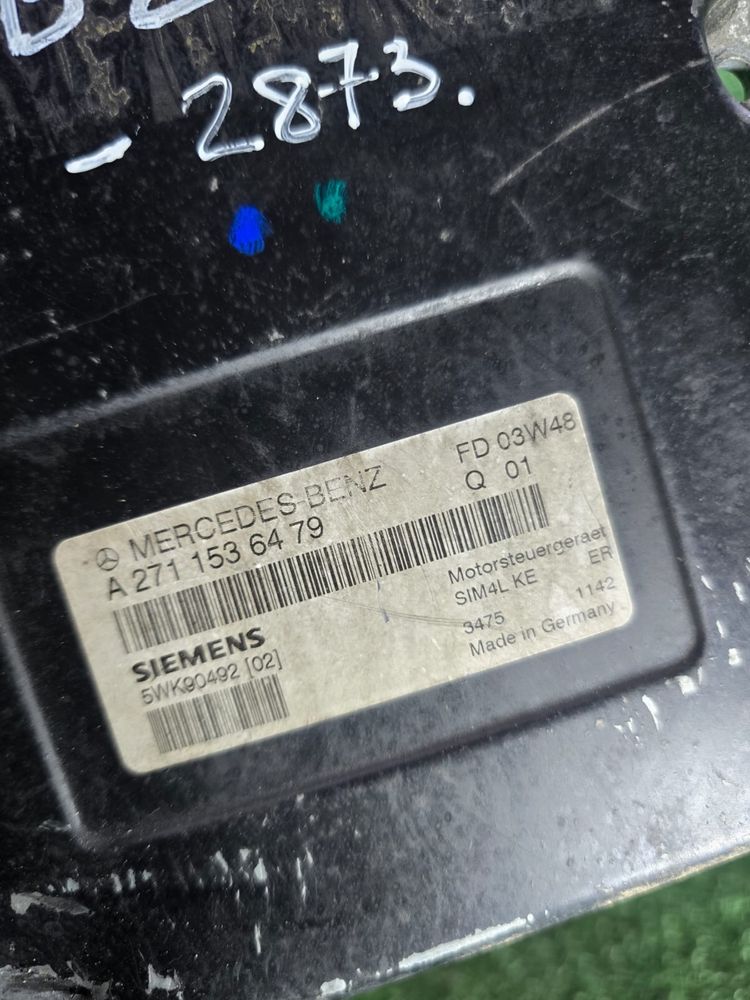 - 2873.
MERCEDES-BENZ FD 03W48
A 271 153 64 79 Q 01
Motorsteuergeraet
SIM4L KE ER
SIEMENS 3475 1142
5WK90492 [02] Made in Germany